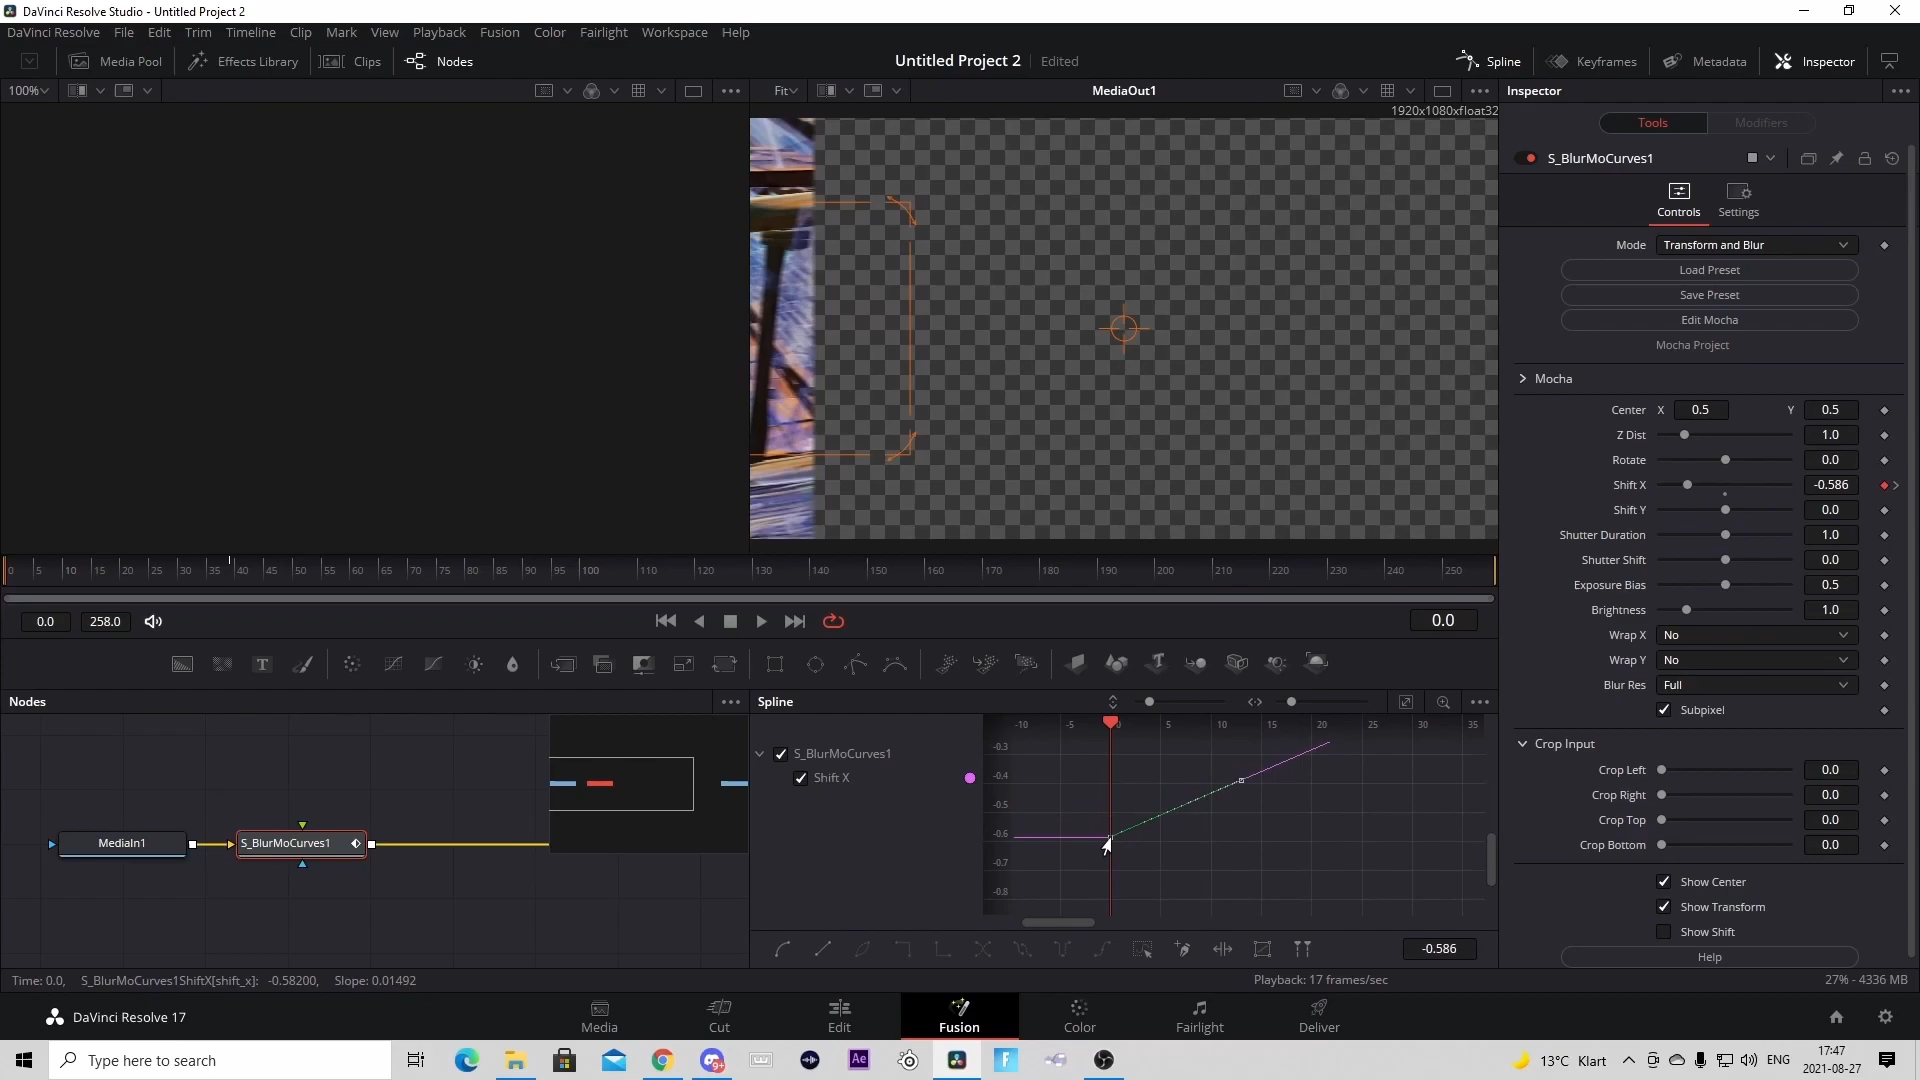 DaVinci Resolve Studio - Untitled Project 2
DaVinci Resolve File Edit Trim Timeline Clip Mark View Playback Fusion Color Fairlight Workspace Help
Media Pool Effects Library Clips Nodes Untitled Project 2 Edited Spline Keyframes Metadata Inspector
100% Fit MediaOut1 Inspector
1920x1080xfloat32
Tools Modifiers
S_BlurMoCurves1
Controls Settings
Mode Transform and Blur
Load Preset
Save Preset
Edit Mocha
Mocha Project
Mocha
Center X 0.5 Y 0.5
Z Dist 1.0
Rotate 0.0
Shift X -0.586
Shift Y 0.0
Shutter Duration 1.0
Shutter Shift 0.0
Exposure Bias 0.5
Brightness 1.0
Wrap X No
Wrap Y No
Blur Res Full
Subpixel
Crop Input
Crop Left 0.0
Crop Right 0.0
Crop Top 0.0
Crop Bottom 0.0
Show Center
Show Transform
Show Shift
Help
0 5 10 15 20 25 30 35 40 45 50 55 60 65 70 75 80 85 90 95 100 110 120 130 140 150 160 170 180 190 200 210 220 230 240 250
0.0 258.0 0.0
Nodes Spline
-10 -5 0 5 10 15 20 25 30 35
S_BlurMoCurves1
Shift X
-0.3
-0.4
-0.5
-0.6
-0.7
-0.8
MediaIn1 S_BlurMoCurves1
-0.586
Time: 0.0, S_BlurMoCurves1ShiftX[shift_x]: -0.58200, Slope: 0.01492 Playback: 17 frames/sec 27% - 4336 MB
DaVinci Resolve 17 Media Cut Edit Fusion Color Fairlight Deliver
Type here to search
Ae
9+
13°C Klart
ENG
17:47
2021-08-27